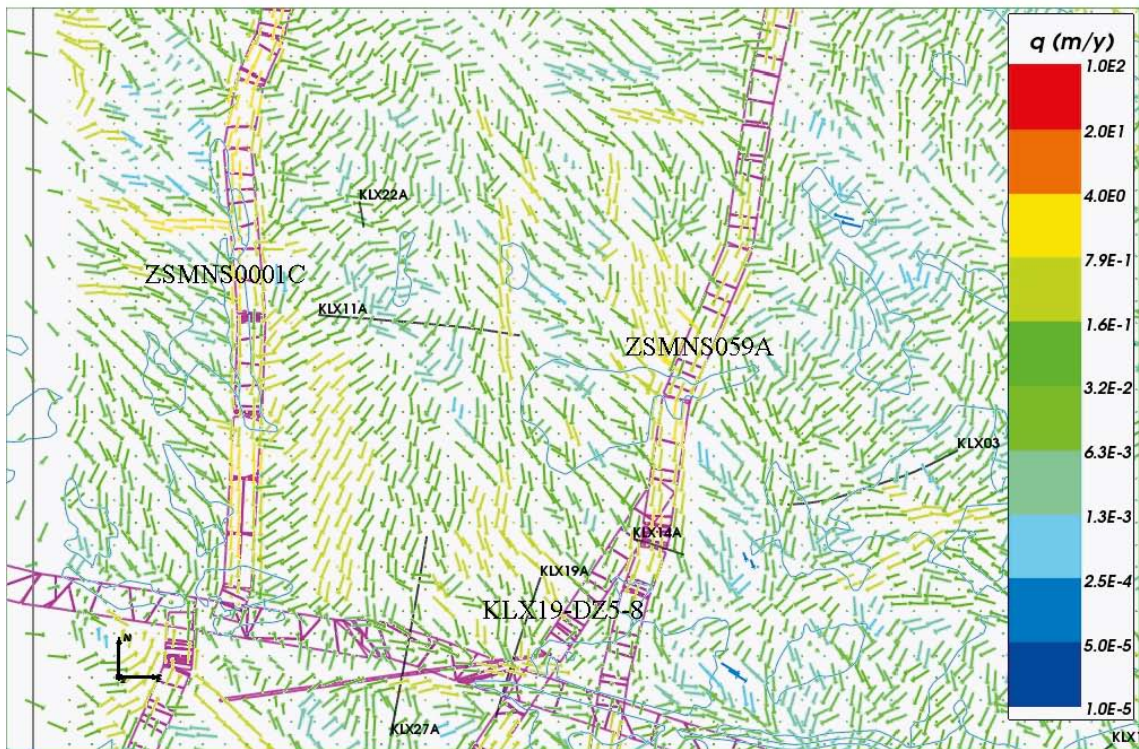 q (m/y)
1.0E2
2.0E1
4.0E0
7.9E-1
1.6E-1
3.2E-2
6.3E-3
1.3E-3
2.5E-4
5.0E-5
1.0E-5
KLX22A
ZSMNS0001C
KLX11A
ZSMNS059A
KLX03
KLX14A
KLX19A
KLX19-DZ5-8
N
KLX27A